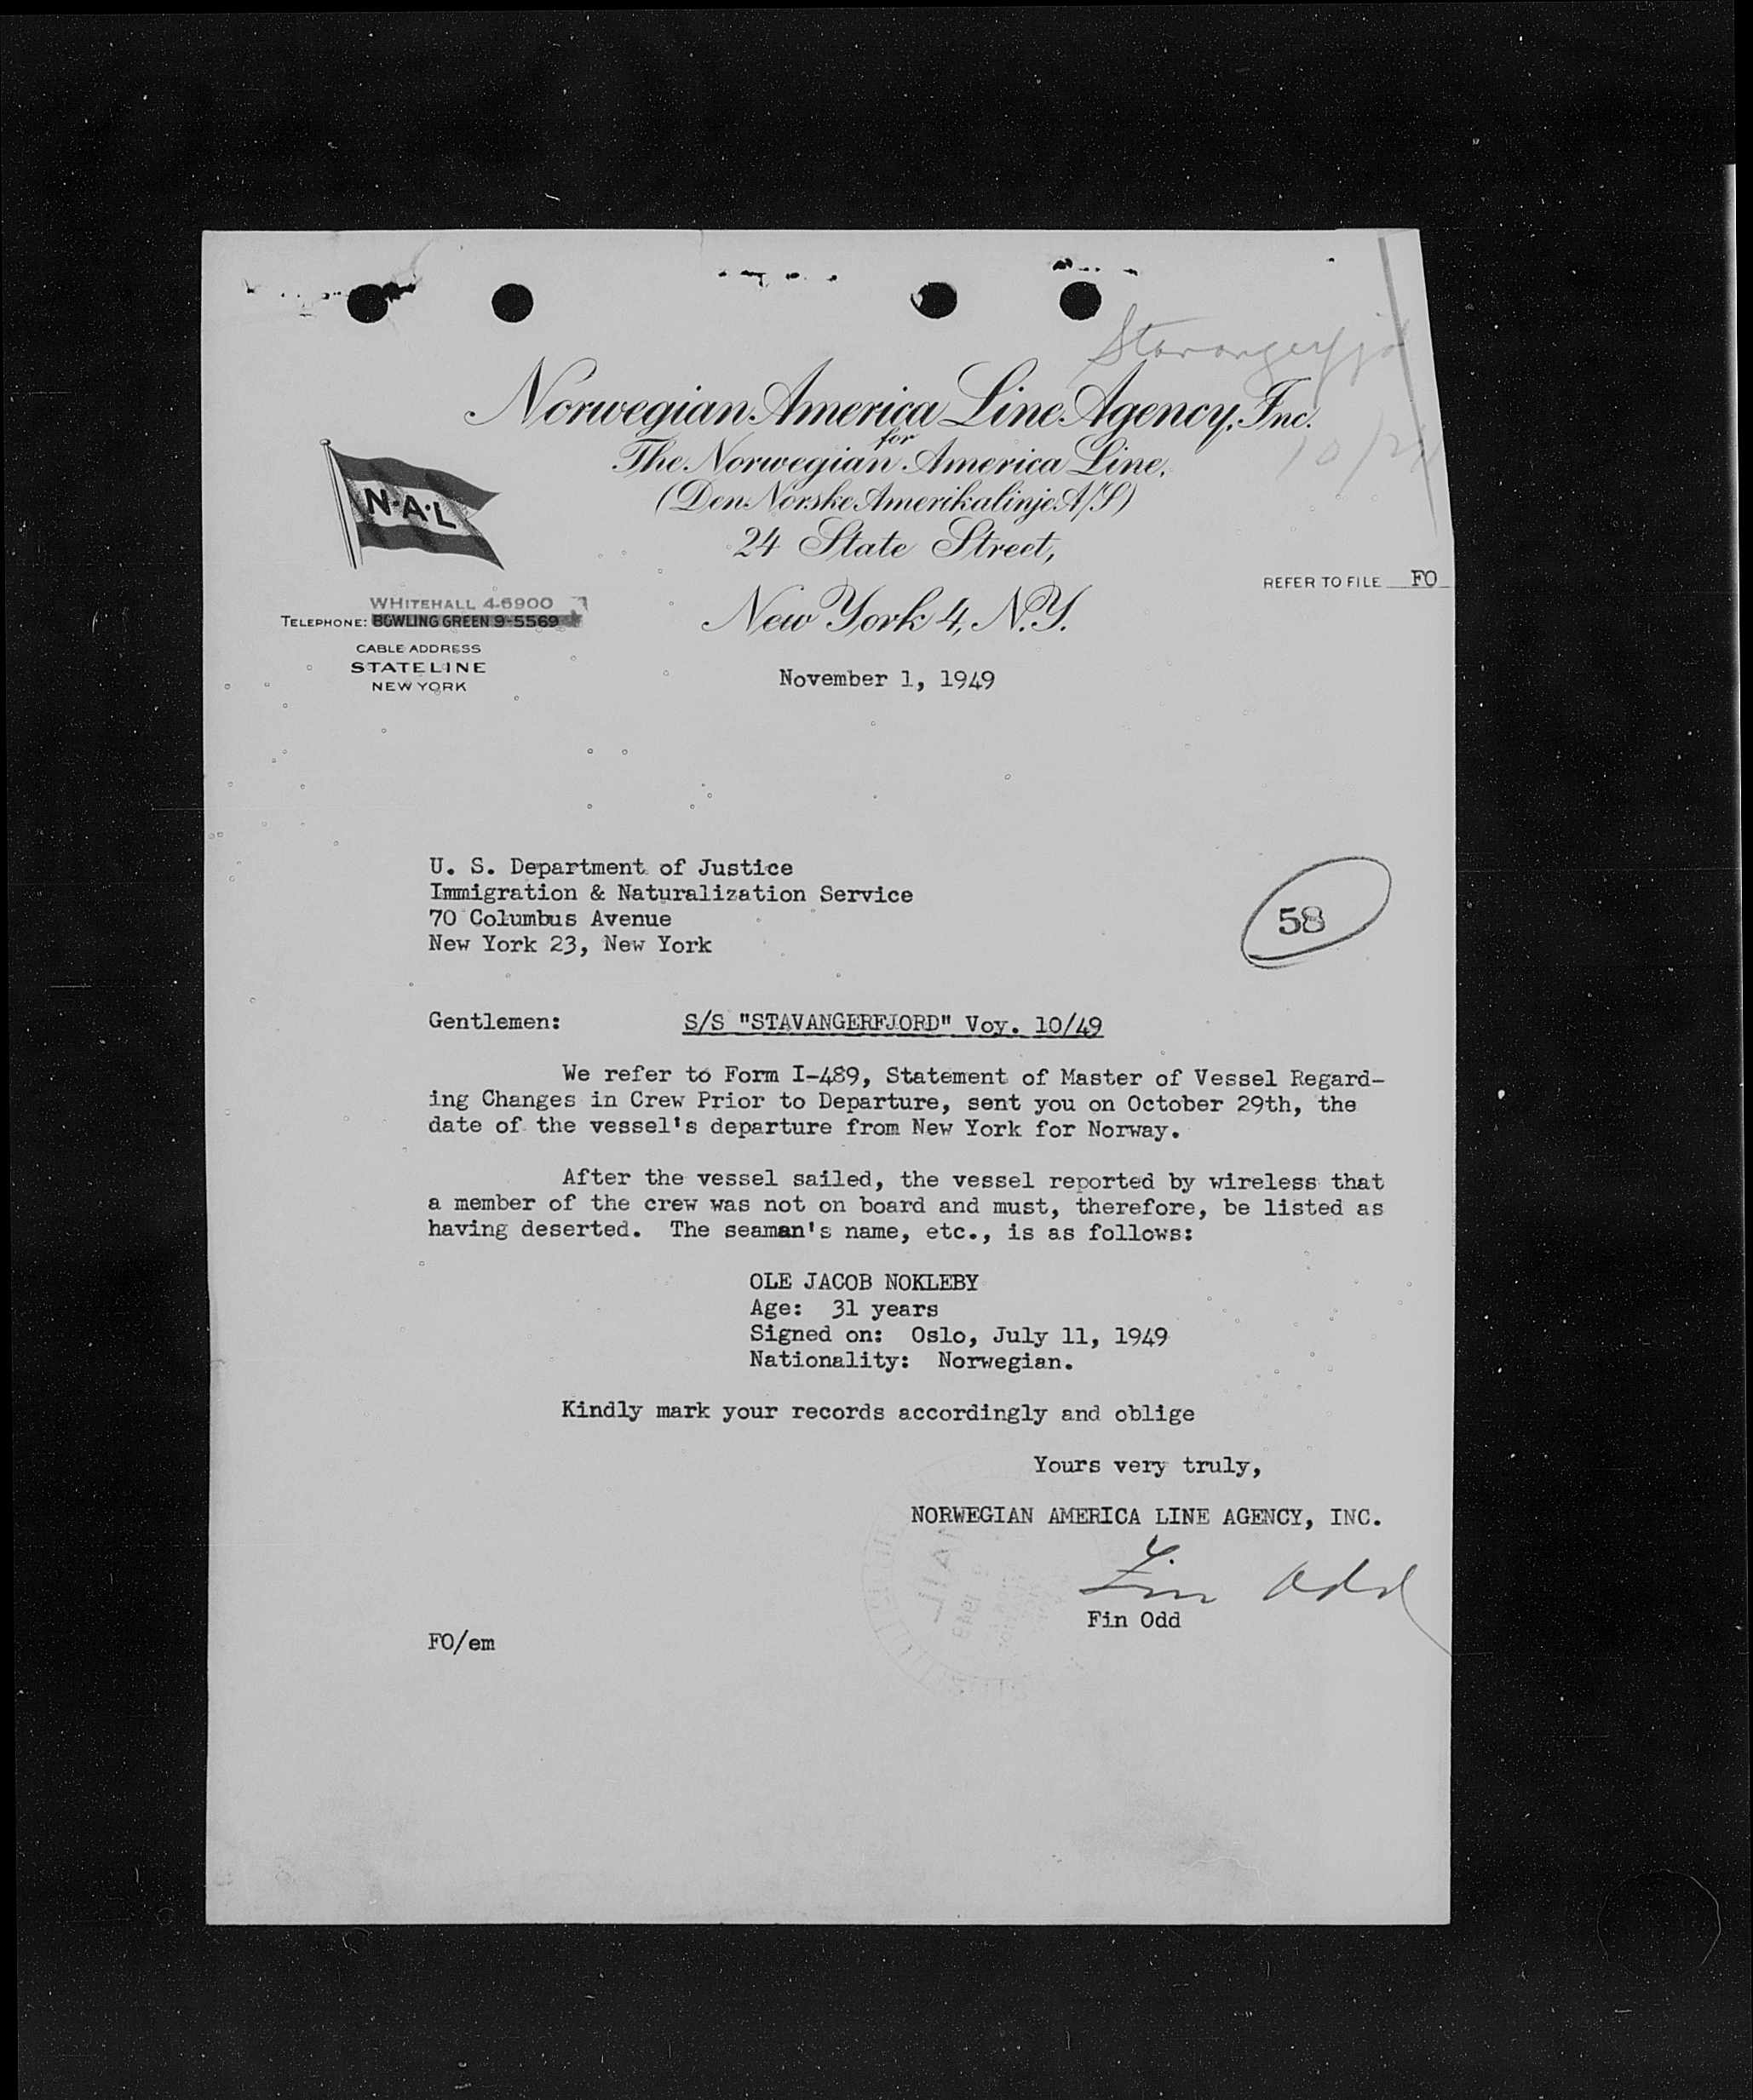 Stavangerfjo
Norwegian America Line Agency, Inc.
for
The Norwegian America Line,
(Den Norske Amerikalinje A/S)
24 State Street,
New York 4, N.Y.
N·A·L
WHITEHALL 4-6900
TELEPHONE: BOWLING GREEN 9-5569
CABLE ADDRESS
STATELINE
NEW YORK
REFER TO FILE FO
November 1, 1949
U. S. Department of Justice
Immigration & Naturalization Service
70 Columbus Avenue
New York 23, New York
58
Gentlemen: S/S "STAVANGERFJORD" Voy. 10/49
We refer to Form I-489, Statement of Master of Vessel Regard-
ing Changes in Crew Prior to Departure, sent you on October 29th, the
date of the vessel's departure from New York for Norway.
After the vessel sailed, the vessel reported by wireless that
a member of the crew was not on board and must, therefore, be listed as
having deserted. The seaman's name, etc., is as follows:
OLE JACOB NOKLEBY
Age: 31 years
Signed on: Oslo, July 11, 1949
Nationality: Norwegian.
Kindly mark your records accordingly and oblige
Yours very truly,
NORWEGIAN AMERICA LINE AGENCY, INC.
Fin Odd
Fin Odd
FO/em